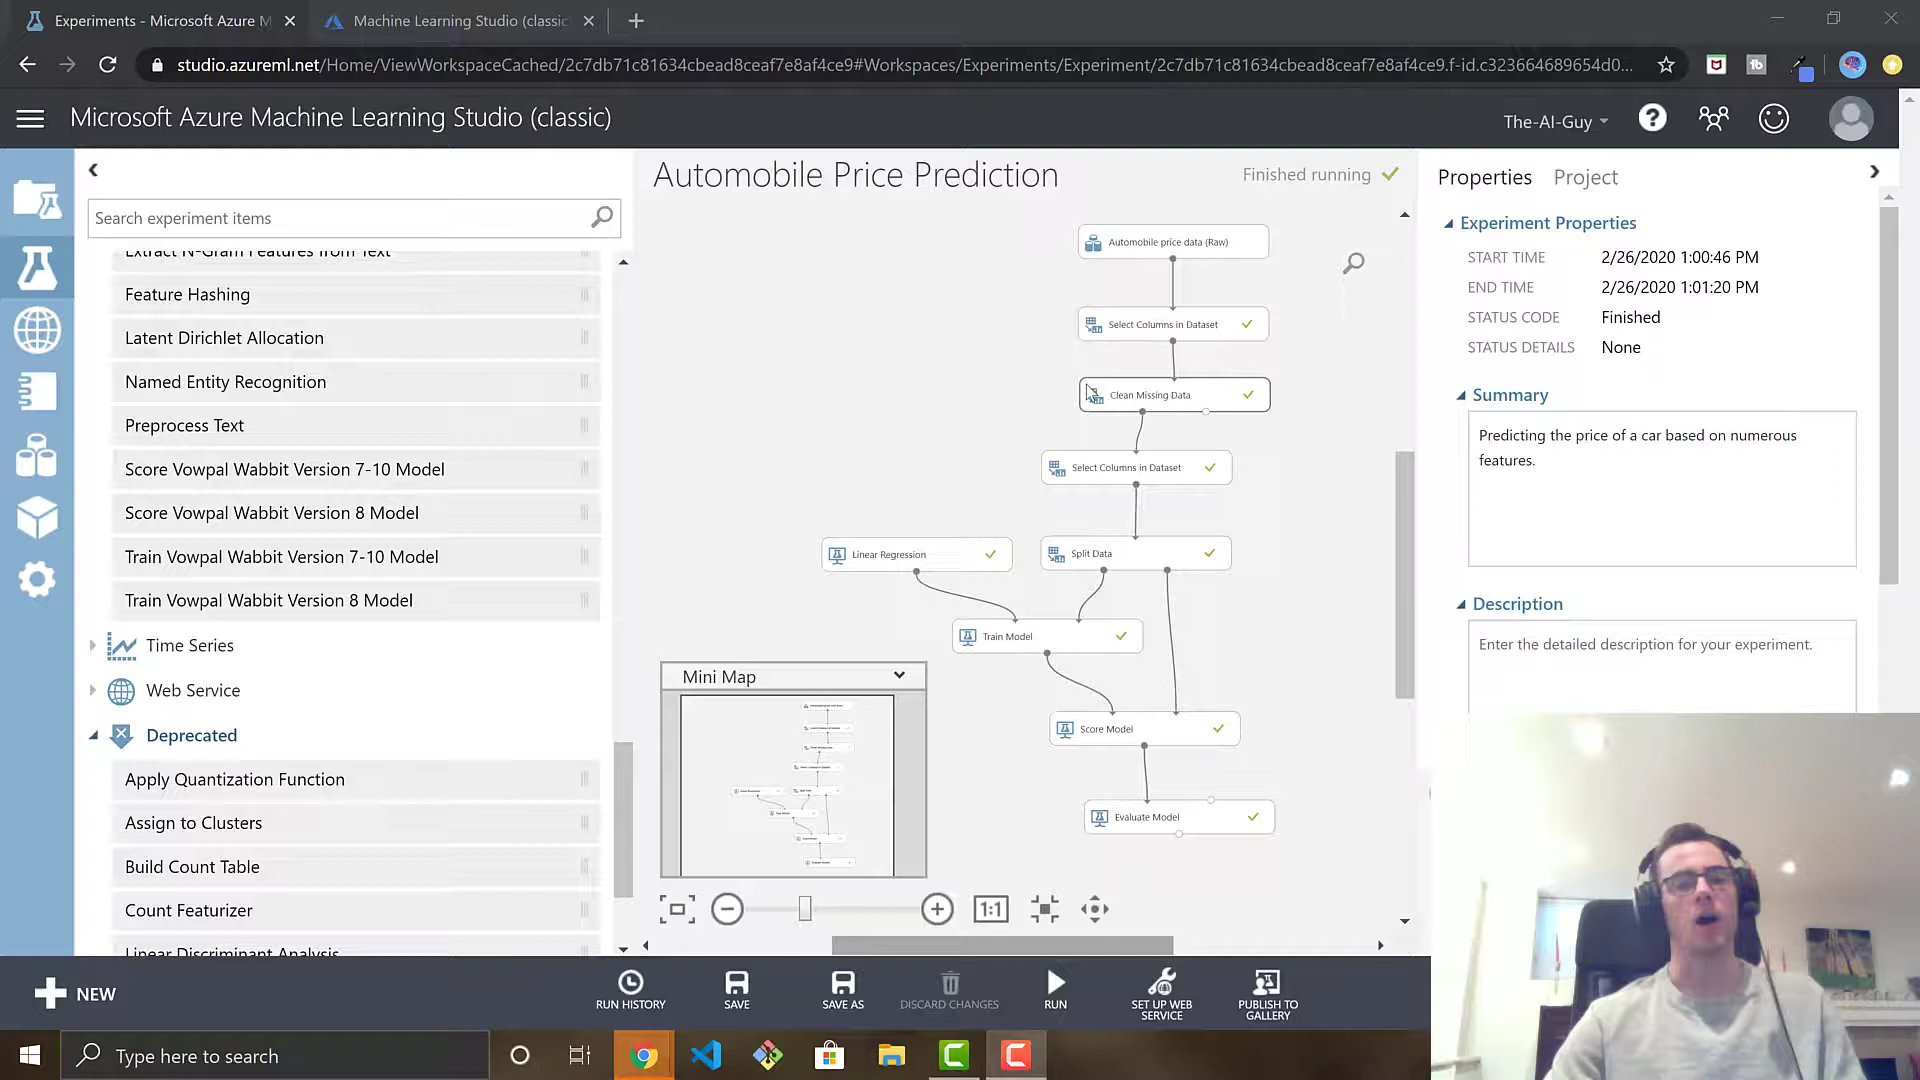 Experiments - Microsoft Azure M
Machine Learning Studio (classic
studio.azureml.net/Home/ViewWorkspaceCached/2c7db71c81634cbead8ceaf7e8af4ce9#Workspaces/Experiments/Experiment/2c7db71c81634cbead8ceaf7e8af4ce9.f-id.c323664689654d0...
Microsoft Azure Machine Learning Studio (classic)
The-AI-Guy
Search experiment items
Extract N-Gram Features from Text
Feature Hashing
Latent Dirichlet Allocation
Named Entity Recognition
Preprocess Text
Score Vowpal Wabbit Version 7-10 Model
Score Vowpal Wabbit Version 8 Model
Train Vowpal Wabbit Version 7-10 Model
Train Vowpal Wabbit Version 8 Model
Time Series
Web Service
Deprecated
Apply Quantization Function
Assign to Clusters
Build Count Table
Count Featurizer
Linear Discriminant Analysis
Automobile Price Prediction
Finished running
Automobile price data (Raw)
Select Columns in Dataset
Clean Missing Data
Select Columns in Dataset
Linear Regression
Split Data
Train Model
Score Model
Evaluate Model
Mini Map
1:1
Properties
Project
Experiment Properties
START TIME 2/26/2020 1:00:46 PM
END TIME 2/26/2020 1:01:20 PM
STATUS CODE Finished
STATUS DETAILS None
Summary
Predicting the price of a car based on numerous
features.
Description
Enter the detailed description for your experiment.
NEW
RUN HISTORY
SAVE
SAVE AS
DISCARD CHANGES
RUN
SET UP WEB
SERVICE
PUBLISH TO
GALLERY
Type here to search